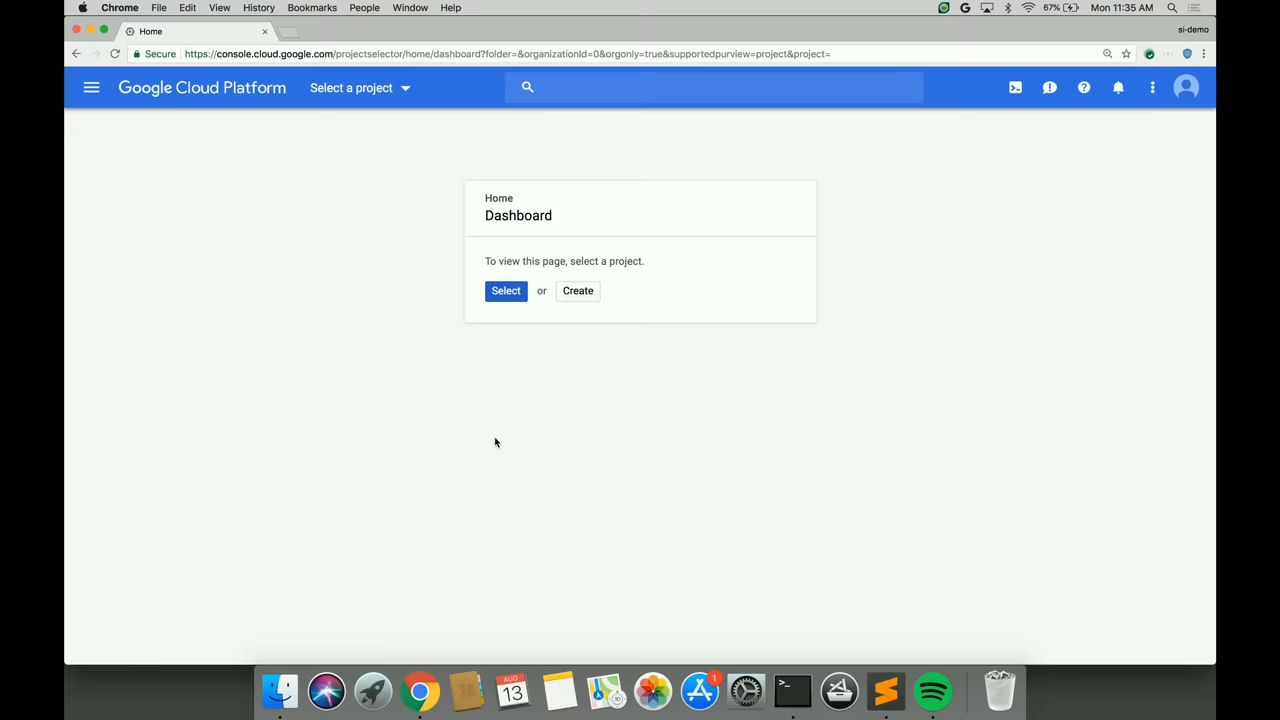 Chrome File Edit View History Bookmarks People Window Help 67% Mon 11:35 AM
Home si-demo
Secure https://console.cloud.google.com/projectselector/home/dashboard?folder=&organizationId=0&orgonly=true&supportedpurview=project&project=
Google Cloud Platform Select a project
Home
Dashboard
To view this page, select a project.
Select or Create
AUG
13
1